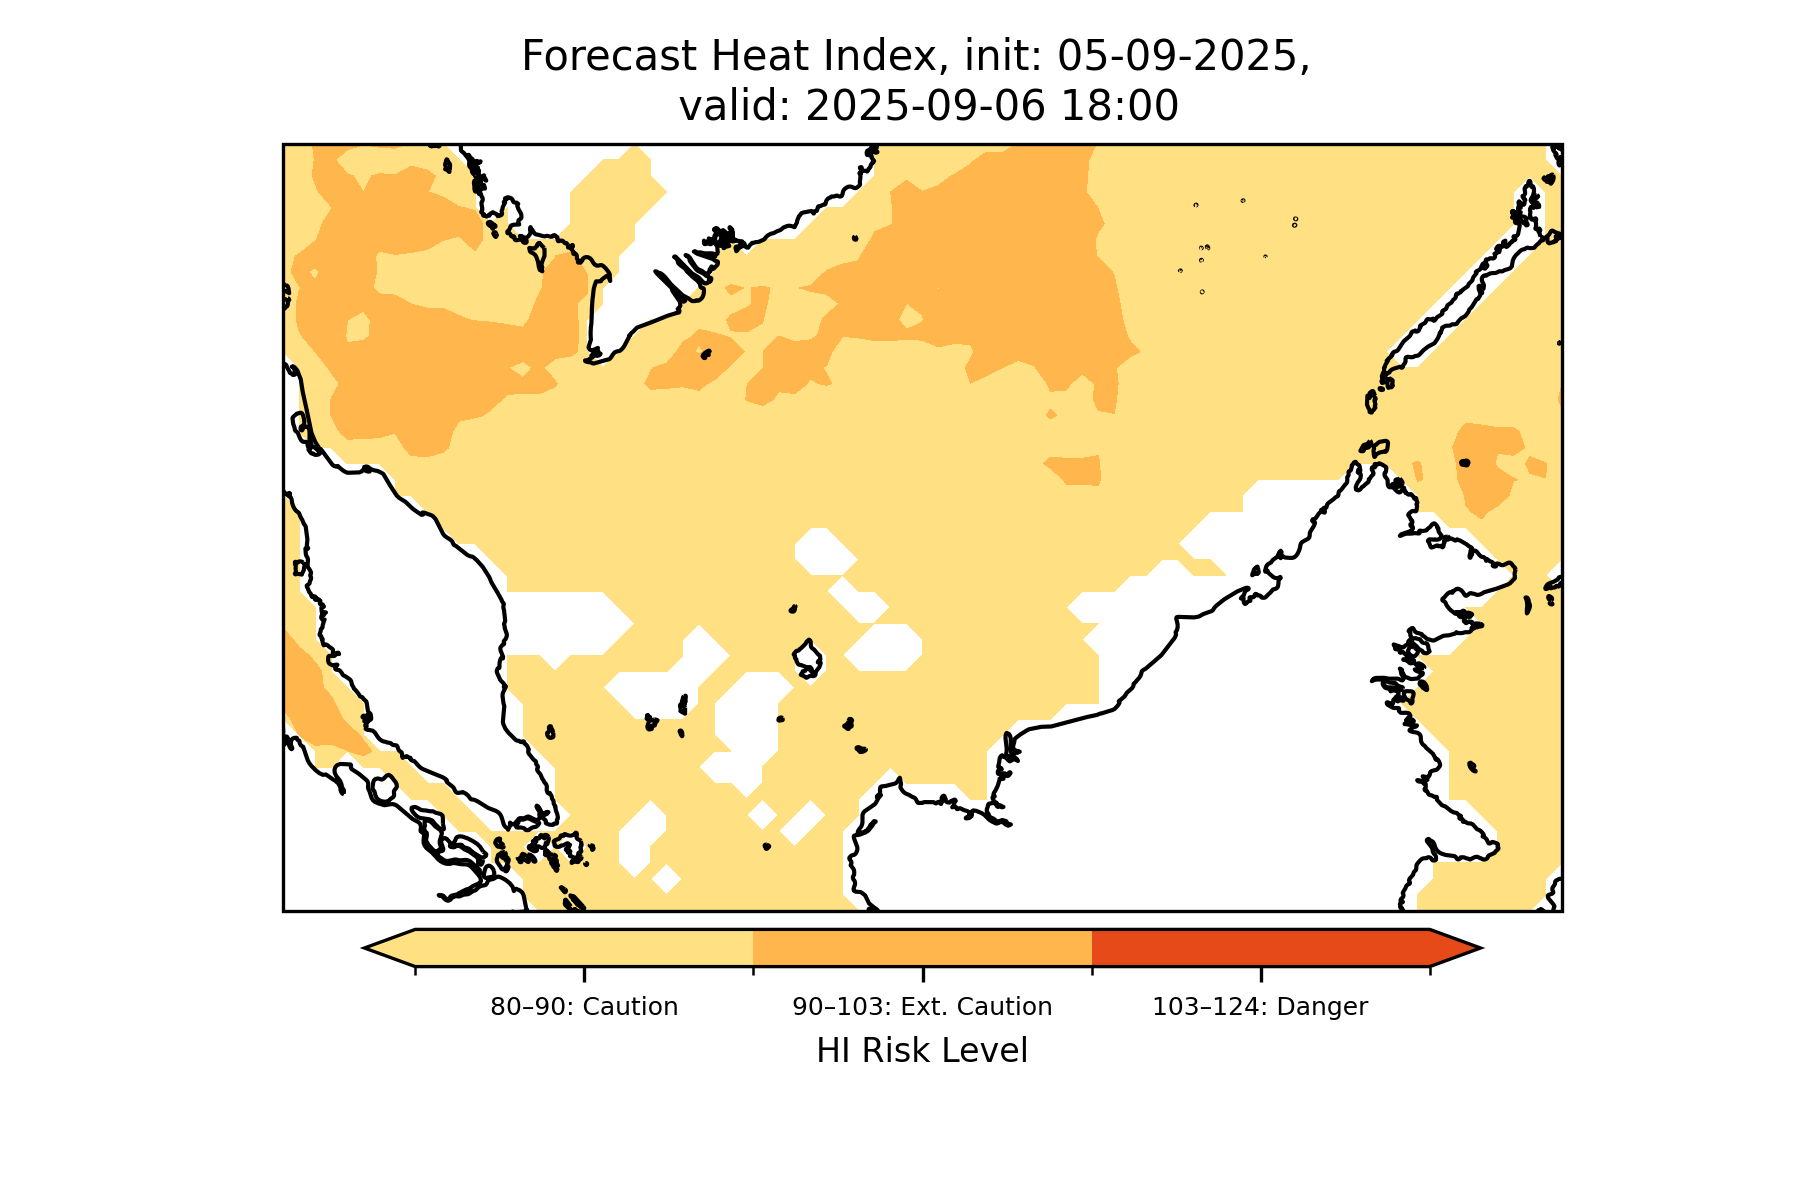 Forecast Heat Index, init: 05-09-2025,
valid: 2025-09-06 18:00
80–90: Caution
90–103: Ext. Caution
103–124: Danger
HI Risk Level